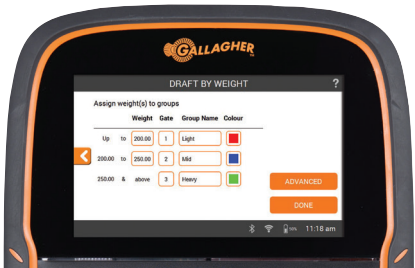 GALLAGHER
DRAFT BY WEIGHT ?
Assign weight(s) to groups
Weight Gate Group Name Colour
Up to 200.00 1 Light
200.00 to 250.00 2 Mid
250.00 & above 3 Heavy
ADVANCED
DONE
11:18 am